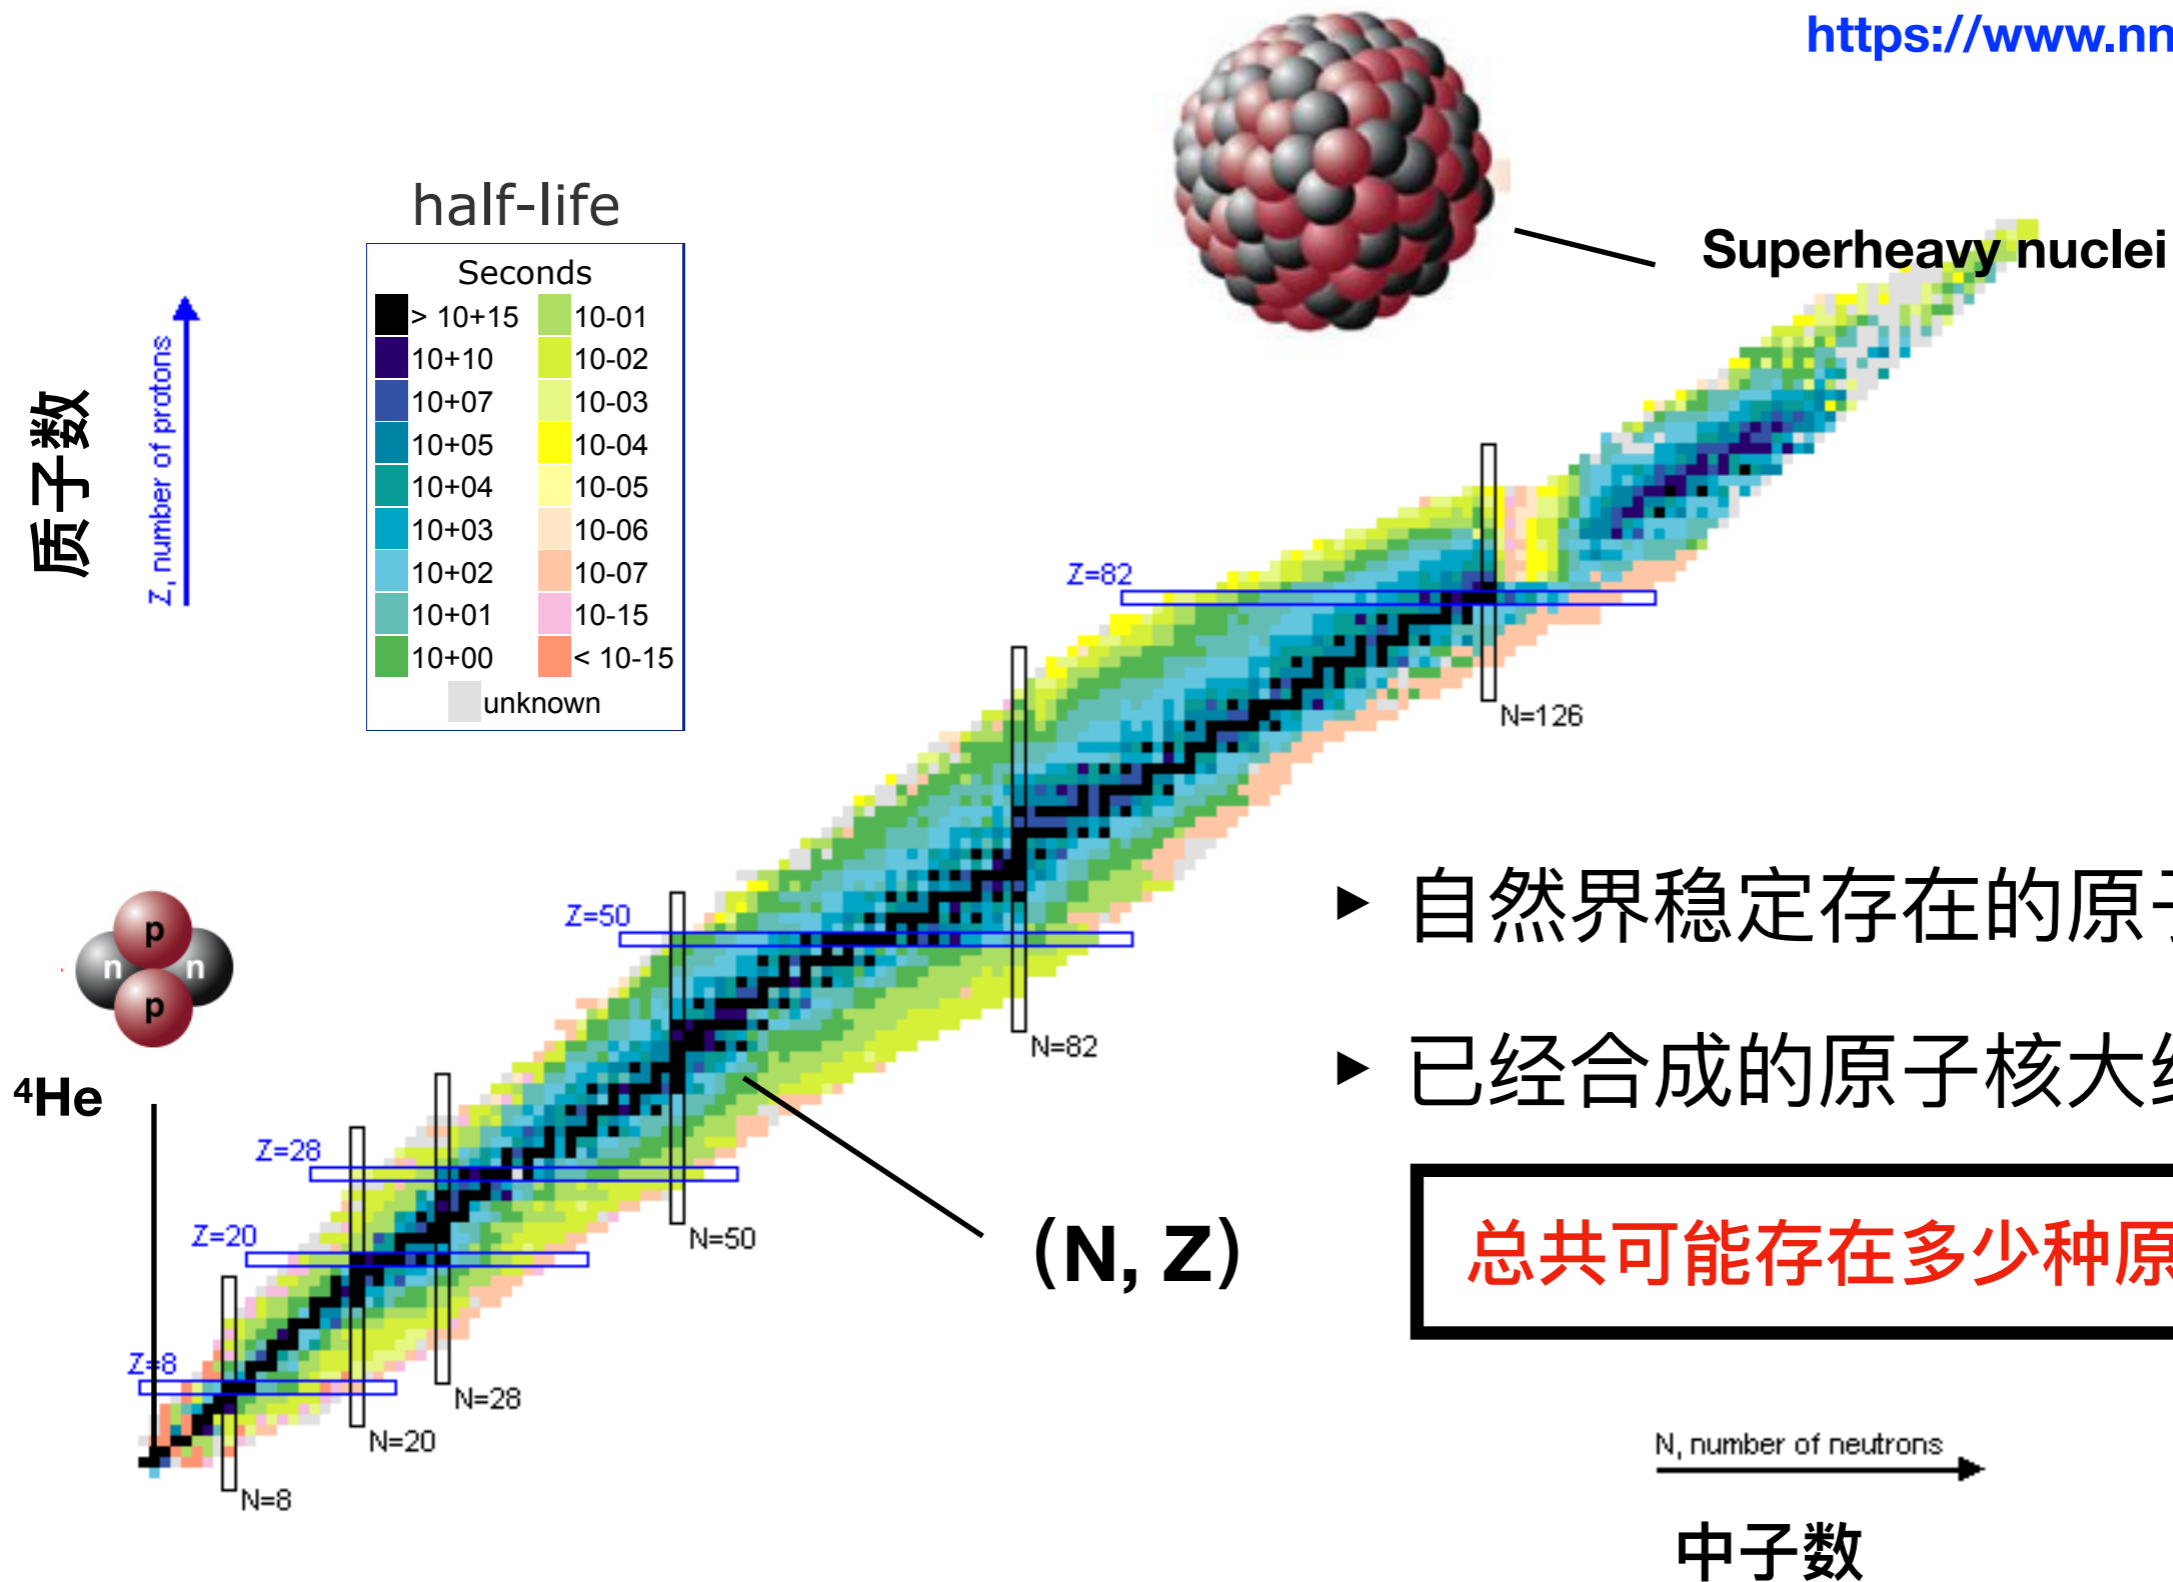 https://www.nn
half-life
Seconds
> 10+15
10-01
10+10
10-02
10+07
10-03
10+05
10-04
10+04
10-05
10+03
10-06
10+02
10-07
10+01
10-15
10+00
< 10-15
unknown
质子数
Z, number of protons
Superheavy nuclei
Z=82
N=126
Z=50
N=82
p
n
n
p
⁴He
Z=28
N=50
Z=20
N=28
Z=8
N=20
N=8
(N, Z)
▸ 自然界稳定存在的原
▸ 已经合成的原子核大
总共可能存在多少种原
N, number of neutrons
中子数